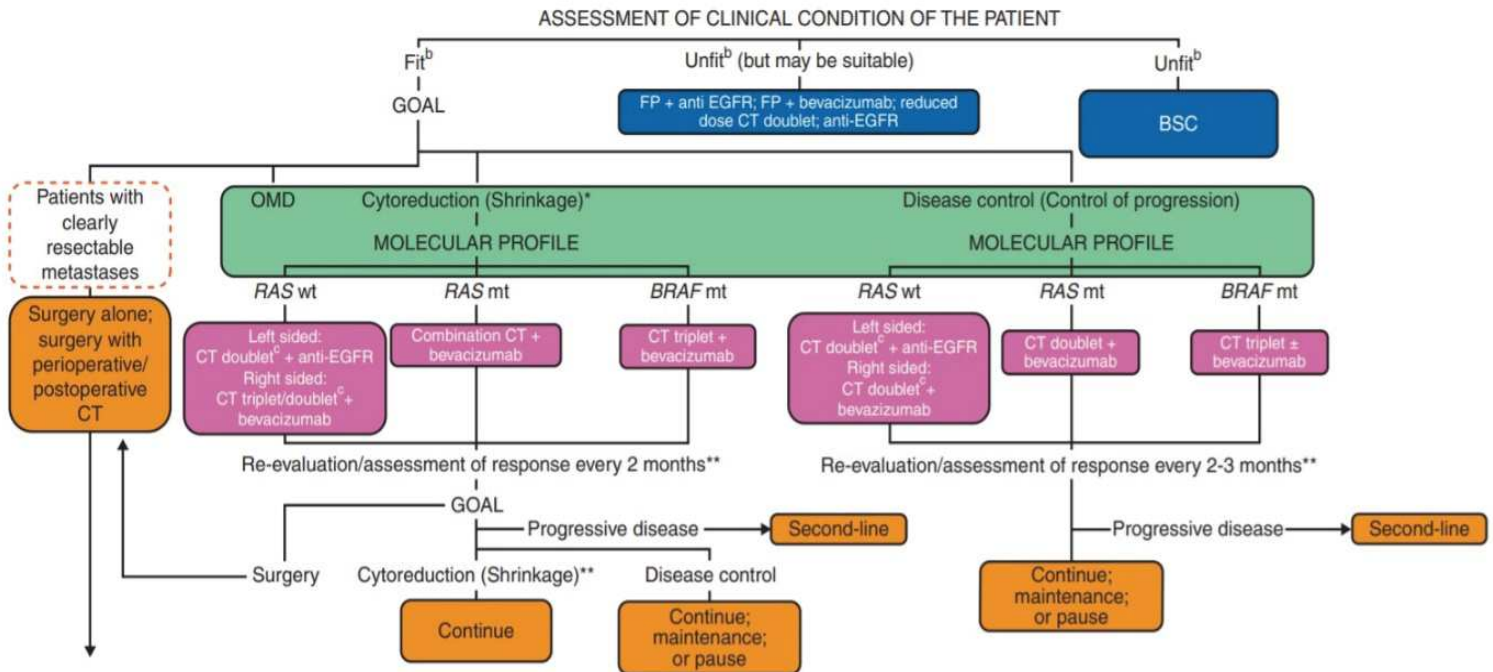 ASSESSMENT OF CLINICAL CONDITION OF THE PATIENT
Fitᵇ
Unfitᵇ (but may be suitable)
Unfitᵇ
GOAL
FP + anti EGFR; FP + bevacizumab; reduced
dose CT doublet; anti-EGFR
BSC
Patients with
clearly
resectable
metastases
OMD
Cytoreduction (Shrinkage)*
Disease control (Control of progression)
MOLECULAR PROFILE
MOLECULAR PROFILE
RAS wt
RAS mt
BRAF mt
RAS wt
RAS mt
BRAF mt
Surgery alone;
surgery with
perioperative/
postoperative
CT
Left sided:
CT doubletᶜ + anti-EGFR
Right sided:
CT triplet/doubletᶜ+
bevacizumab
Combination CT +
bevacizumab
CT triplet +
bevacizumab
Left sided:
CT doubletᶜ + anti-EGFR
Right sided:
CT doubletᶜ+
bevazizumab
CT doublet +
bevacizumab
CT triplet ±
bevacizumab
Re-evaluation/assessment of response every 2 months**
Re-evaluation/assessment of response every 2-3 months**
GOAL
Progressive disease
Second-line
Progressive disease
Second-line
Surgery
Cytoreduction (Shrinkage)**
Disease control
Continue
Continue;
maintenance;
or pause
Continue;
maintenance;
or pause